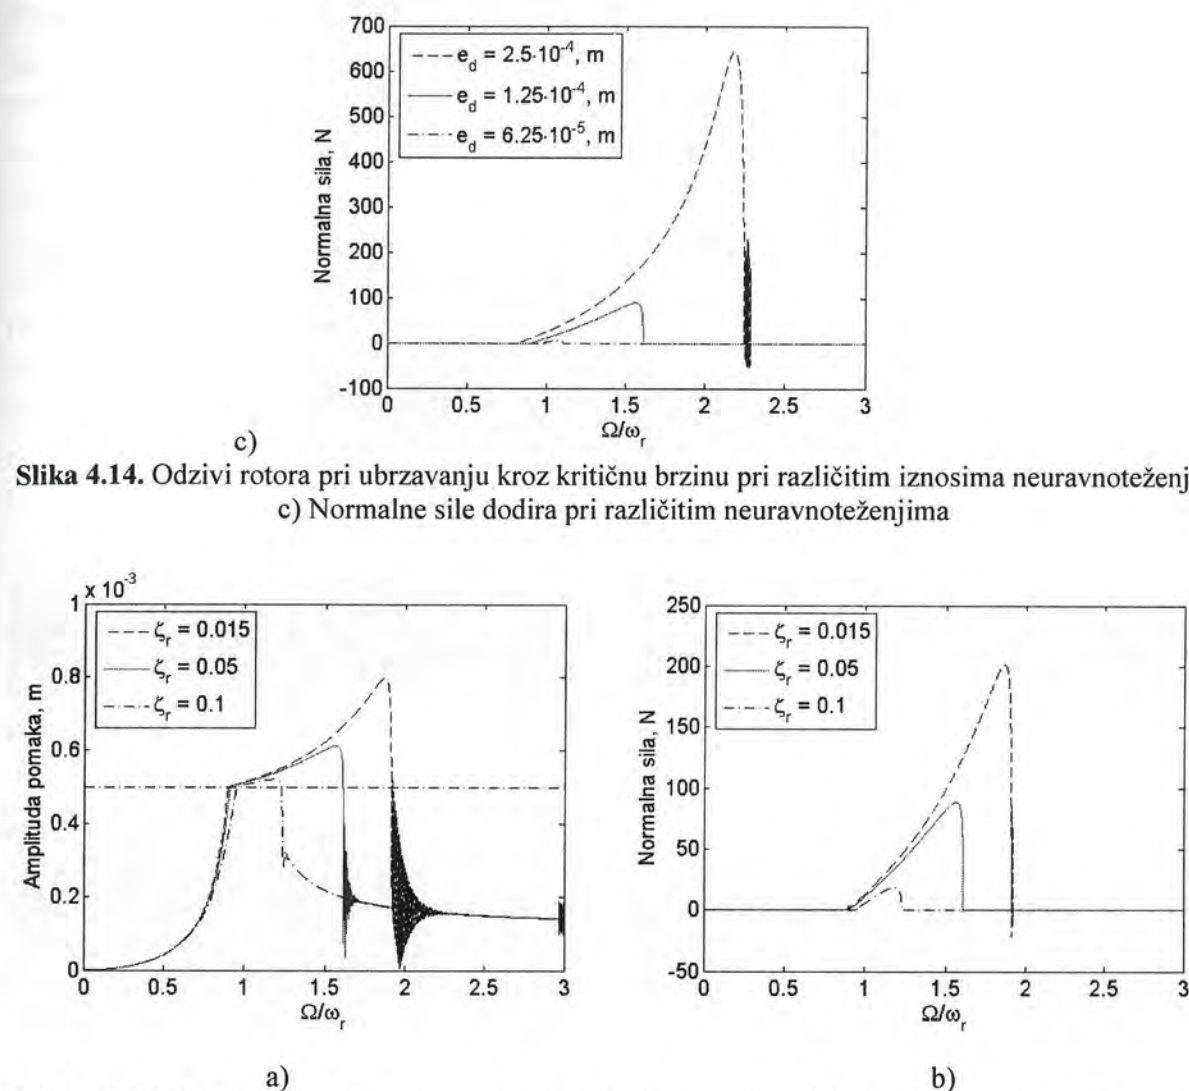 700
600
500
400
300
200
100
0
-100
Normalna sila, N
e_d = 2.5·10^-4, m
e_d = 1.25·10^-4, m
e_d = 6.25·10^-5, m
0 0.5 1 1.5 2 2.5 3
Ω/ω_r
c)
Slika 4.14. Odzivi rotora pri ubrzavanju kroz kritičnu brzinu pri različitim iznosima neuravnoteženj
c) Normalne sile dodira pri različitim neuravnoteženjima
x 10^-3
1
0.8
0.6
0.4
0.2
0
Amplituda pomaka, m
ζ_r = 0.015
ζ_r = 0.05
ζ_r = 0.1
0 0.5 1 1.5 2 2.5 3
Ω/ω_r
a)
250
200
150
100
50
0
-50
Normalna sila, N
ζ_r = 0.015
ζ_r = 0.05
ζ_r = 0.1
0 0.5 1 1.5 2 2.5 3
Ω/ω_r
b)